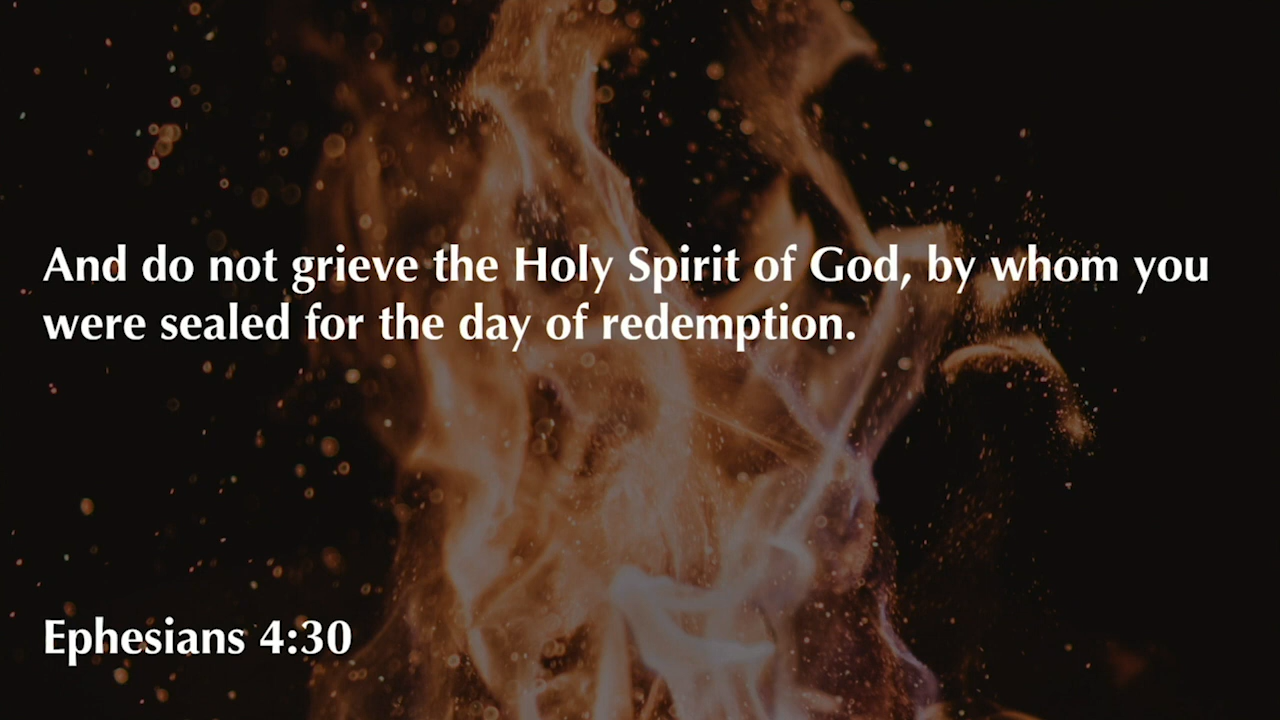 And do not grieve the Holy Spirit of God, by whom you
were sealed for the day of redemption.
Ephesians 4:30